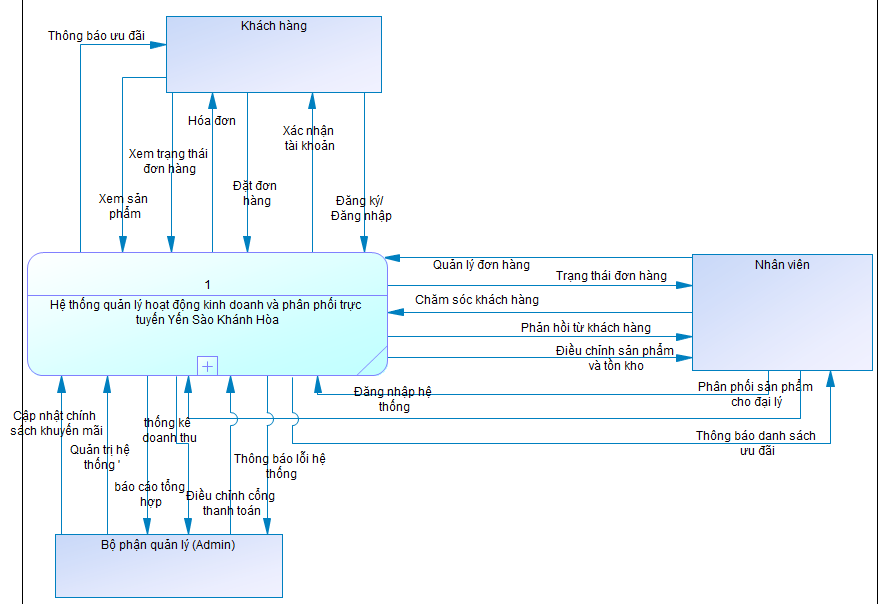 Khách hàng
Thông báo ưu đãi
Hóa đơn
Xác nhận
tài khoản
Xem trạng thái
đơn hàng
Đặt đơn
hàng
Xem sản
phẩm
Đăng ký/
Đăng nhập
1
Hệ thống quản lý hoạt động kinh doanh và phân phối trực
tuyến Yến Sào Khánh Hòa
Nhân viên
Quản lý đơn hàng
Trạng thái đơn hàng
Chăm sóc khách hàng
Phản hồi từ khách hàng
Điều chỉnh sản phẩm
và tồn kho
Đăng nhập hệ
thống
Phân phối sản phẩm
cho đại lý
Thông báo danh sách
ưu đãi
Cập nhật chính
sách khuyến mãi
Quản trị hệ
thống '
thống kê
doanh thu
Thông báo lỗi hệ
thống
báo cáo tổng
hợp
Điều chỉnh cổng
thanh toán
Bộ phận quản lý (Admin)